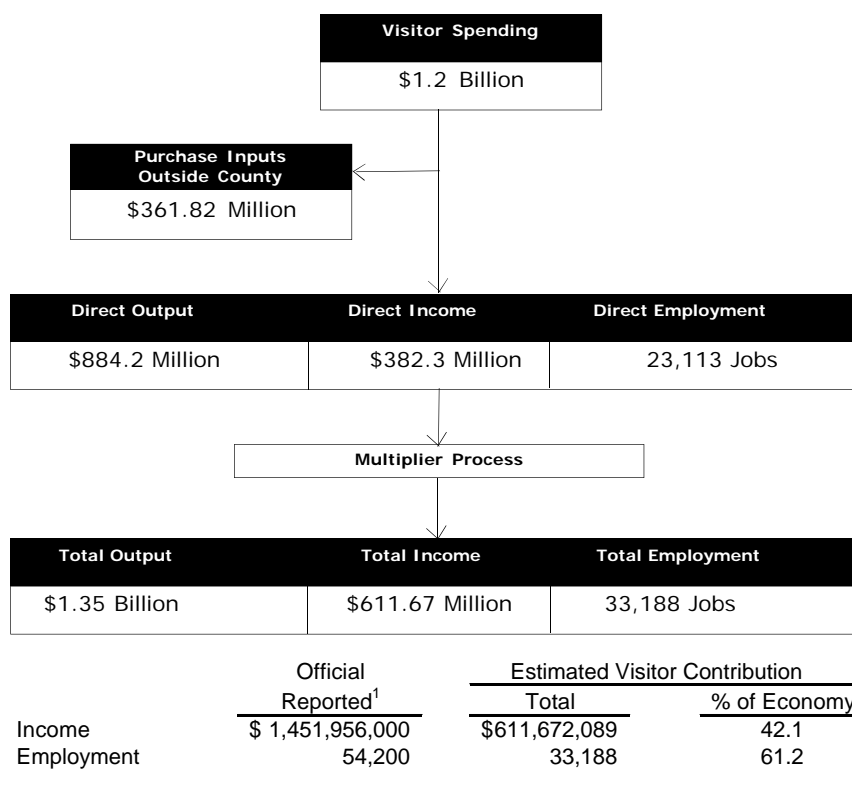 Visitor Spending
$1.2 Billion
Purchase Inputs
Outside County
$361.82 Million
Direct Output Direct Income Direct Employment
$884.2 Million $382.3 Million 23,113 Jobs
Multiplier Process
Total Output Total Income Total Employment
$1.35 Billion $611.67 Million 33,188 Jobs
Official Estimated Visitor Contribution
Reported1 Total % of Economy
Income $ 1,451,956,000 $611,672,089 42.1
Employment 54,200 33,188 61.2